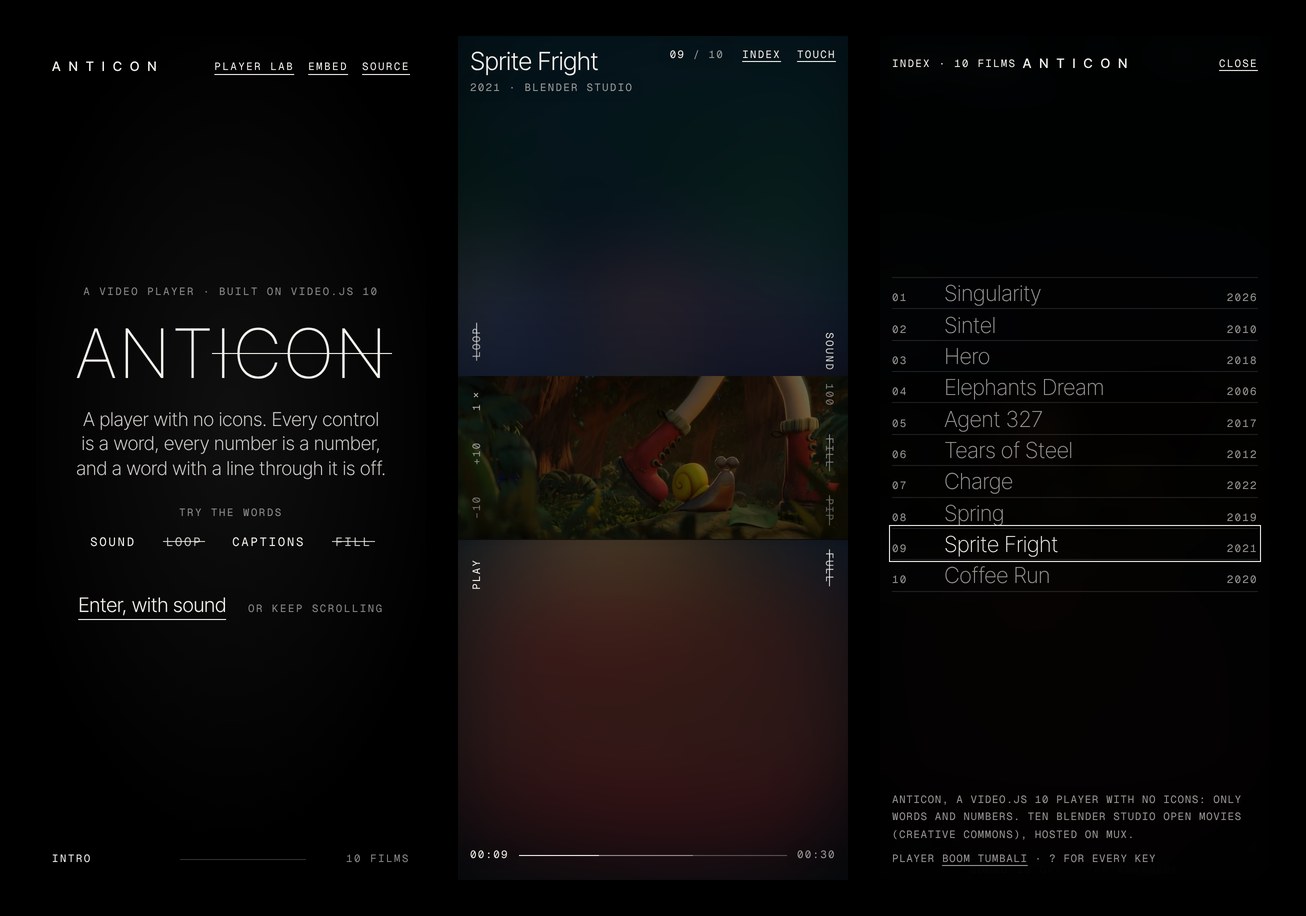 ANTICON
PLAYER LAB EMBED SOURCE
A VIDEO PLAYER · BUILT ON VIDEO.JS 10
ANTICON
A player with no icons. Every control
is a word, every number is a number,
and a word with a line through it is off.
TRY THE WORDS
SOUND LOOP CAPTIONS FILL
Enter, with sound OR KEEP SCROLLING
INTRO 10 FILMS
Sprite Fright
09 / 10 INDEX TOUCH
2021 · BLENDER STUDIO
LOOP
1×
+10
-10
PLAY
SOUND 100
FILL
PIP
FULL
00:09 00:30
INDEX · 10 FILMS ANTICON CLOSE
01 Singularity 2026
02 Sintel 2010
03 Hero 2018
04 Elephants Dream 2006
05 Agent 327 2017
06 Tears of Steel 2012
07 Charge 2022
08 Spring 2019
09 Sprite Fright 2021
10 Coffee Run 2020
ANTICON, A VIDEO.JS 10 PLAYER WITH NO ICONS: ONLY
WORDS AND NUMBERS. TEN BLENDER STUDIO OPEN MOVIES
(CREATIVE COMMONS), HOSTED ON MUX.
PLAYER BOOM TUMBALI · ? FOR EVERY KEY